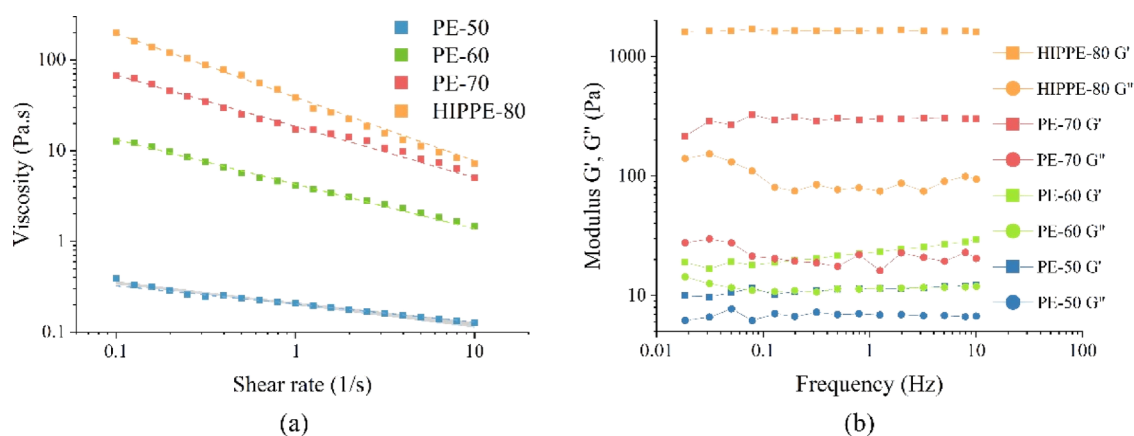 PE-50
PE-60
PE-70
HIPPE-80
Viscosity (Pa.s)
100
10
1
0.1
0.1
1
10
Shear rate (1/s)
(a)
Modulus G', G" (Pa)
1000
100
10
0.01
0.1
1
10
100
Frequency (Hz)
HIPPE-80 G'
HIPPE-80 G"
PE-70 G'
PE-70 G"
PE-60 G'
PE-60 G"
PE-50 G'
PE-50 G"
(b)